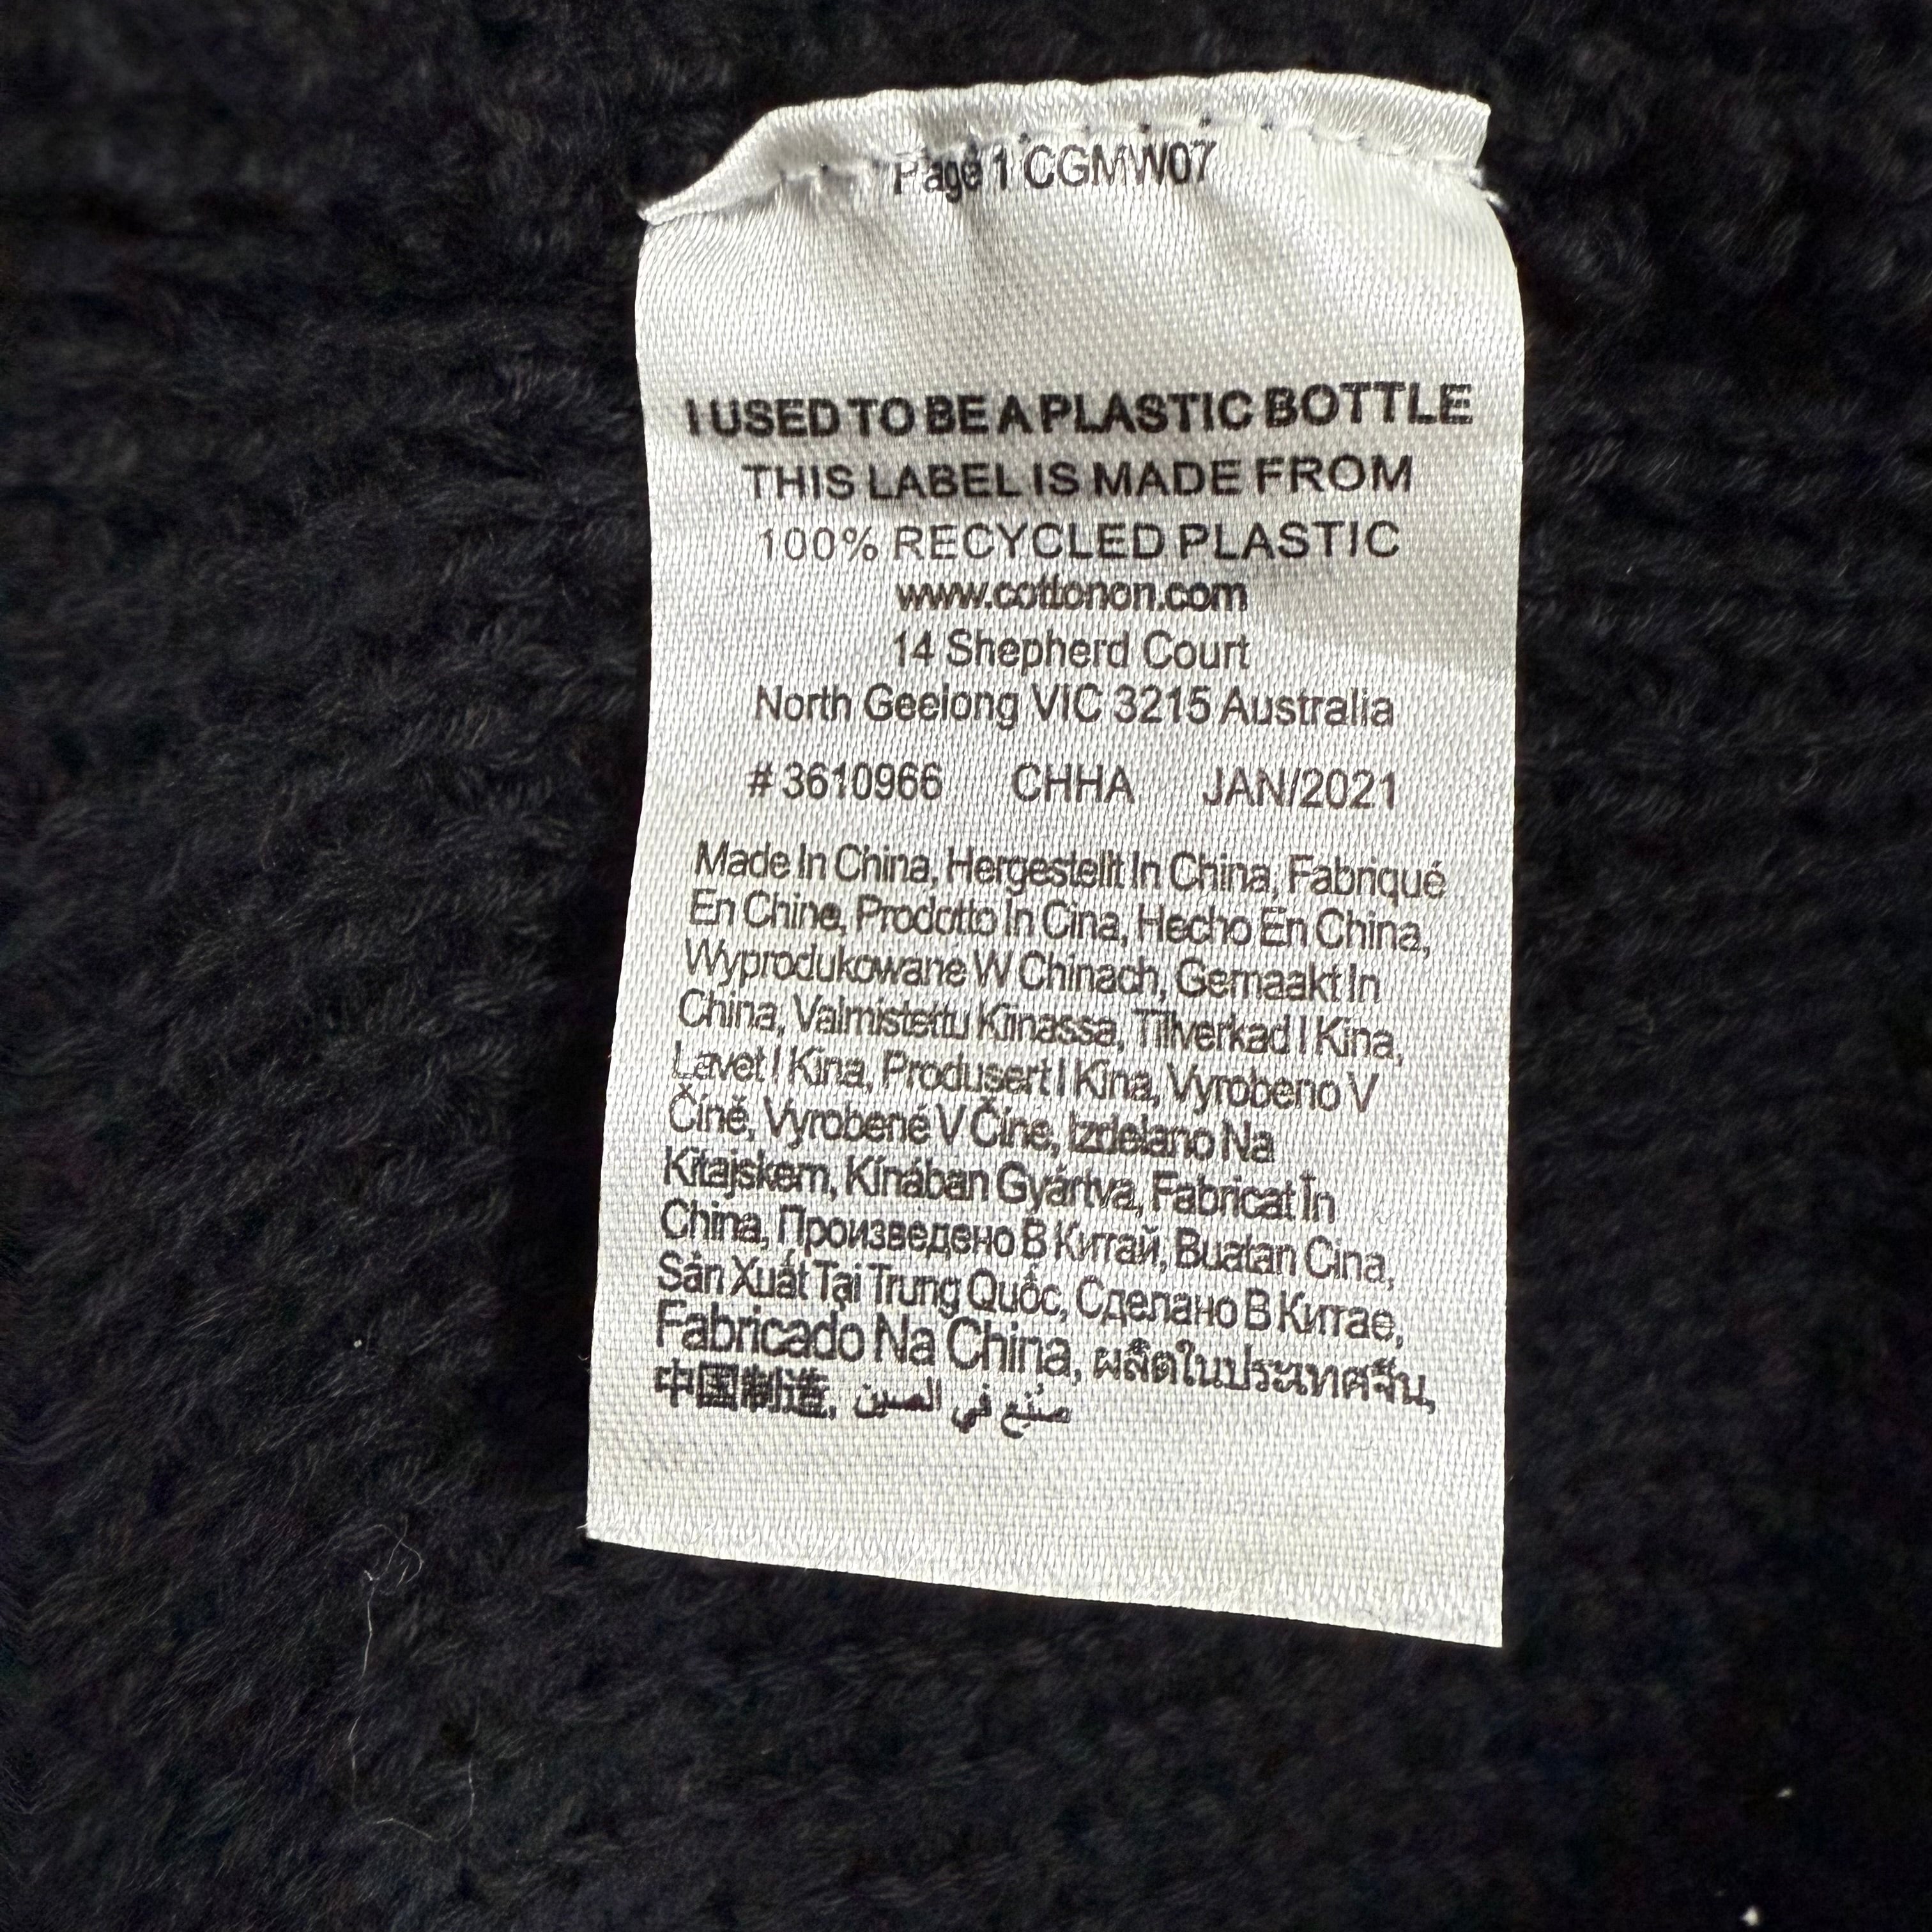 Page 1 CGMW07
I USED TO BE A PLASTIC BOTTLE
THIS LABEL IS MADE FROM
100% RECYCLED PLASTIC
www.cottonon.com
14 Shepherd Court
North Geelong VIC 3215 Australia
# 3610966 CHHA JAN/2021
Made In China, Hergestellt In China, Fabriqué
En Chine, Prodotto In Cina, Hecho En China,
Wyprodukowane W Chinach, Gemaakt In
China, Valmistettu Kiinassa, Tillverkad I Kina,
Lavet I Kina, Produsert I Kina, Vyrobeno V
Číně, Vyrobené V Číne, Izdelano Na
Kitajskem, Kínában Gyártva, Fabricat În
China, Произведено В Китай, Buatan Cina,
Sản Xuất Tại Trung Quốc, Сделано В Китае,
Fabricado Na China, ผลิตในประเทศจีน,
中国制造, صُنِع في الصين